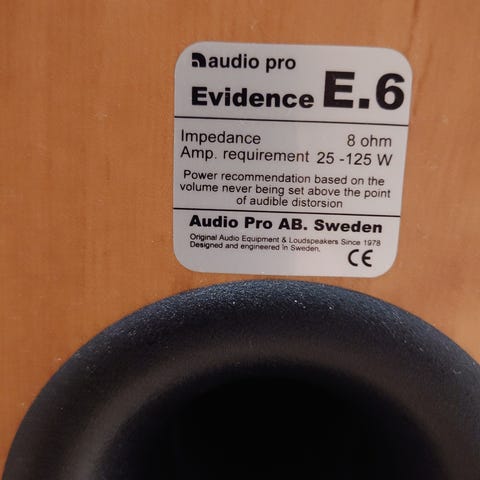 audio pro
Evidence E.6
Impedance 8 ohm
Amp. requirement 25 -125 W
Power recommendation based on the
volume never being set above the point
of audible distorsion
Audio Pro AB. Sweden
Original Audio Equipment & Loudspeakers Since 1978
Designed and engineered in Sweden.
CE